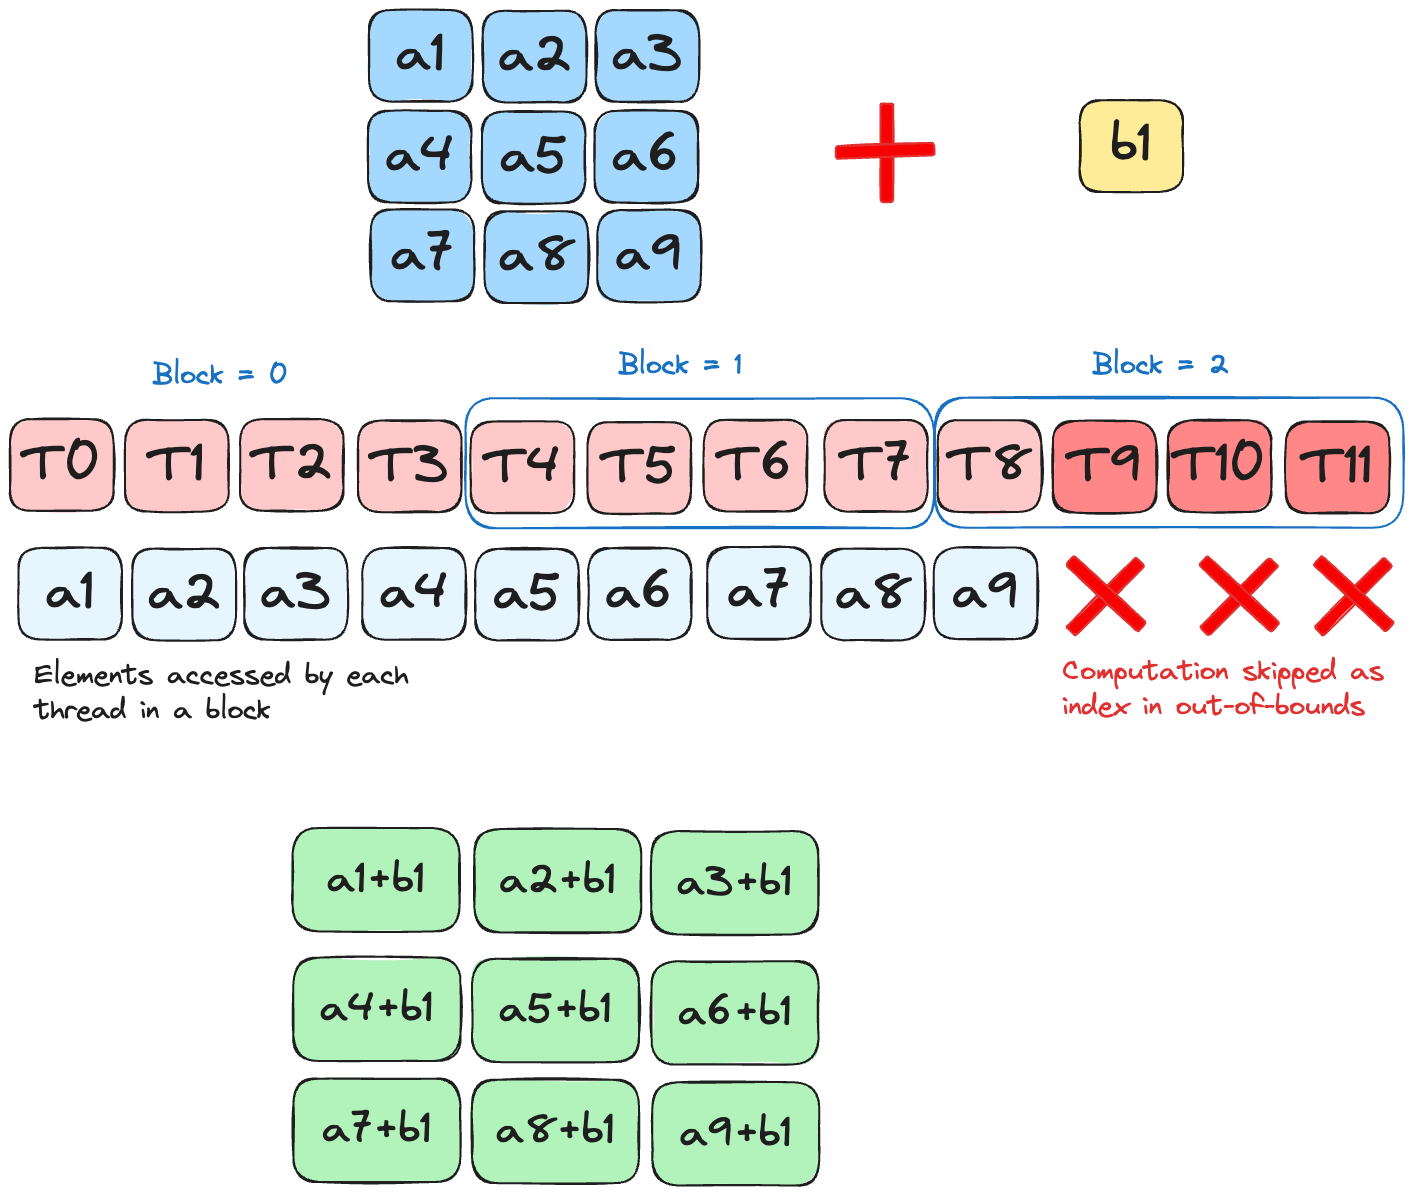 a1 a2 a3
a4 a5 a6 b1
a7 a8 a9
Block = 0 Block = 1 Block = 2
T0 T1 T2 T3 T4 T5 T6 T7 T8 T9 T10 T11
a1 a2 a3 a4 a5 a6 a7 a8 a9
Elements accessed by each
thread in a block
Computation skipped as
index in out-of-bounds
a1+b1 a2+b1 a3+b1
a4+b1 a5+b1 a6+b1
a7+b1 a8+b1 a9+b1